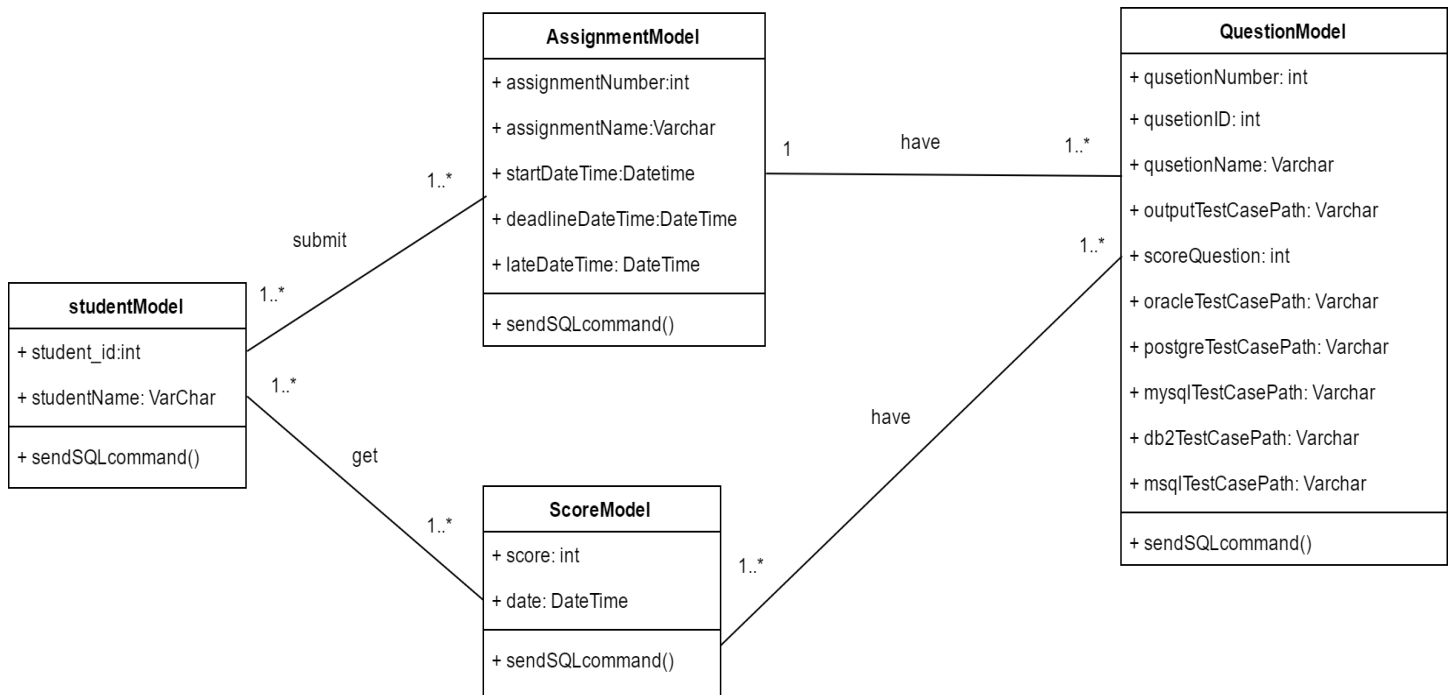 AssignmentModel
+ assignmentNumber:int
+ assignmentName:Varchar
+ startDateTime:Datetime
+ deadlineDateTime:DateTime
+ lateDateTime: DateTime
+ sendSQLcommand()
QuestionModel
+ qusetionNumber: int
+ qusetionID: int
+ qusetionName: Varchar
+ outputTestCasePath: Varchar
+ scoreQuestion: int
+ oracleTestCasePath: Varchar
+ postgreTestCasePath: Varchar
+ mysqlTestCasePath: Varchar
+ db2TestCasePath: Varchar
+ msqlTestCasePath: Varchar
+ sendSQLcommand()
1
have
1..*
1..*
submit
1..*
studentModel
+ student_id:int
+ studentName: VarChar
+ sendSQLcommand()
1..*
get
1..*
ScoreModel
+ score: int
+ date: DateTime
+ sendSQLcommand()
1..*
have
1..*